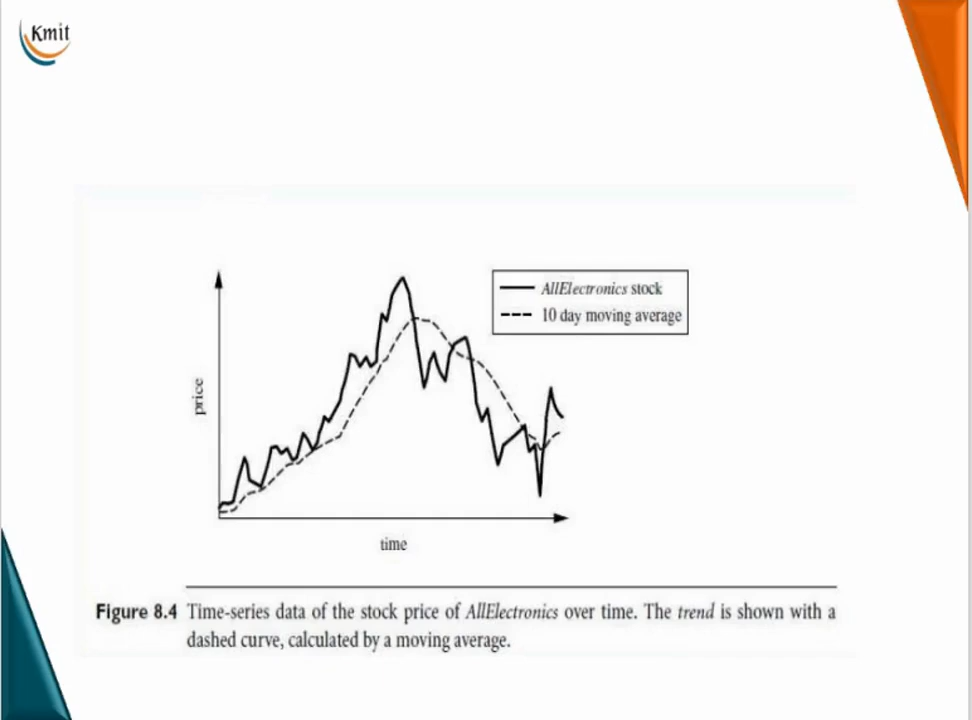 Kmit
AllElectronics stock
10 day moving average
price
time
Figure 8.4 Time-series data of the stock price of AllElectronics over time. The trend is shown with a
dashed curve, calculated by a moving average.